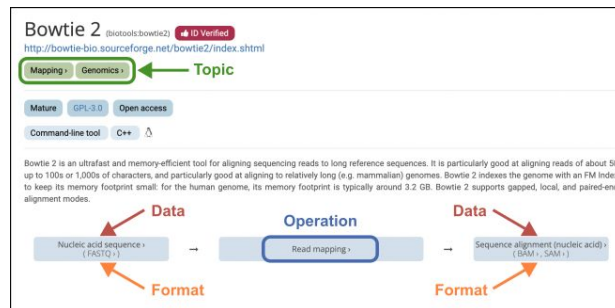 Bowtie 2 (biotools:bowtie2) ID Verified
http://bowtie-bio.sourceforge.net/bowtie2/index.shtml
Mapping › Genomics › Topic
Mature GPL-3.0 Open access
Command-line tool C++
Bowtie 2 is an ultrafast and memory-efficient tool for aligning sequencing reads to long reference sequences. It is particularly good at aligning reads of about 50
up to 100s or 1,000s of characters, and particularly good at aligning to relatively long (e.g. mammalian) genomes. Bowtie 2 indexes the genome with an FM Index
to keep its memory footprint small: for the human genome, its memory footprint is typically around 3.2 GB. Bowtie 2 supports gapped, local, and paired-end
alignment modes.
Data Operation Data
Nucleic acid sequence › → Read mapping › → Sequence alignment (nucleic acid) ›
( FASTQ › ) ( BAM › , SAM › )
Format Format